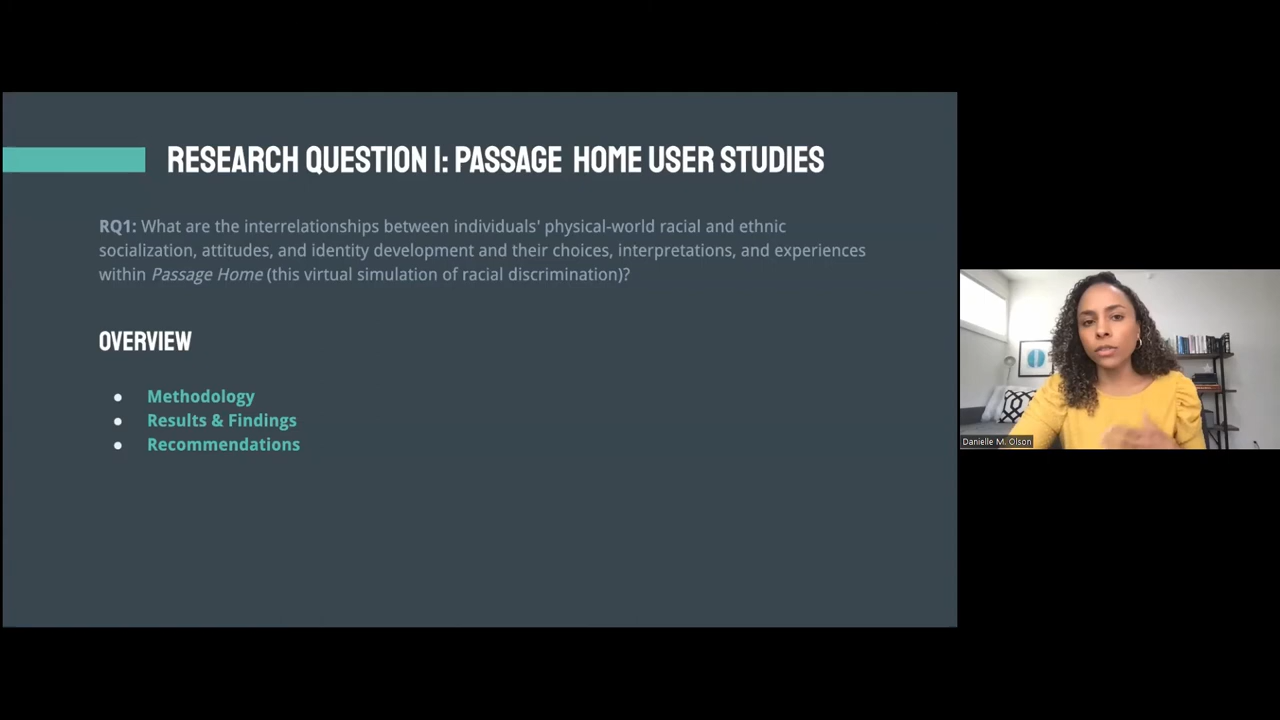 RESEARCH QUESTION 1: PASSAGE HOME USER STUDIES
RQ1: What are the interrelationships between individuals' physical-world racial and ethnic
socialization, attitudes, and identity development and their choices, interpretations, and experiences
within Passage Home (this virtual simulation of racial discrimination)?
OVERVIEW
● Methodology
● Results & Findings
● Recommendations
Danielle M. Olson